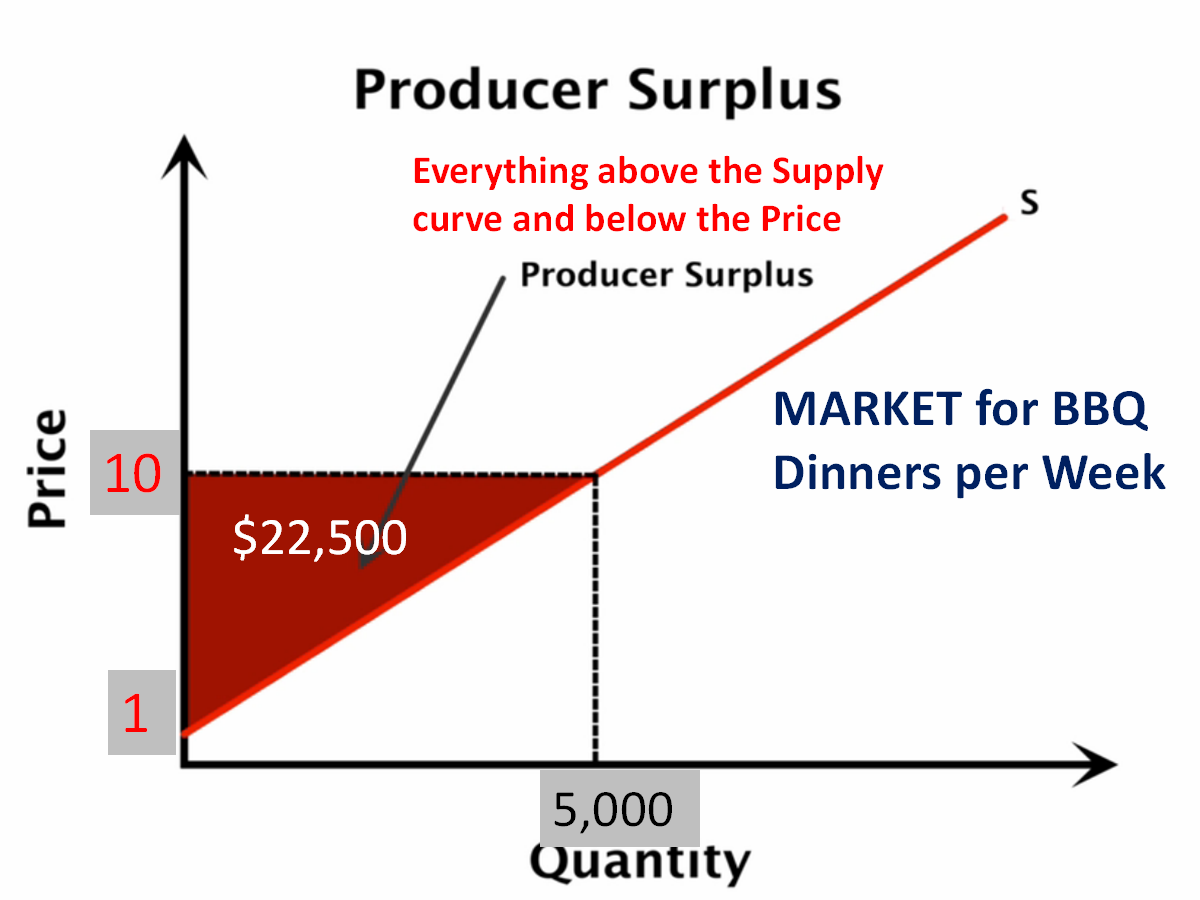 Producer Surplus
Everything above the Supply
curve and below the Price
S
Producer Surplus
MARKET for BBQ
Dinners per Week
Price
10
$22,500
1
5,000
Quantity